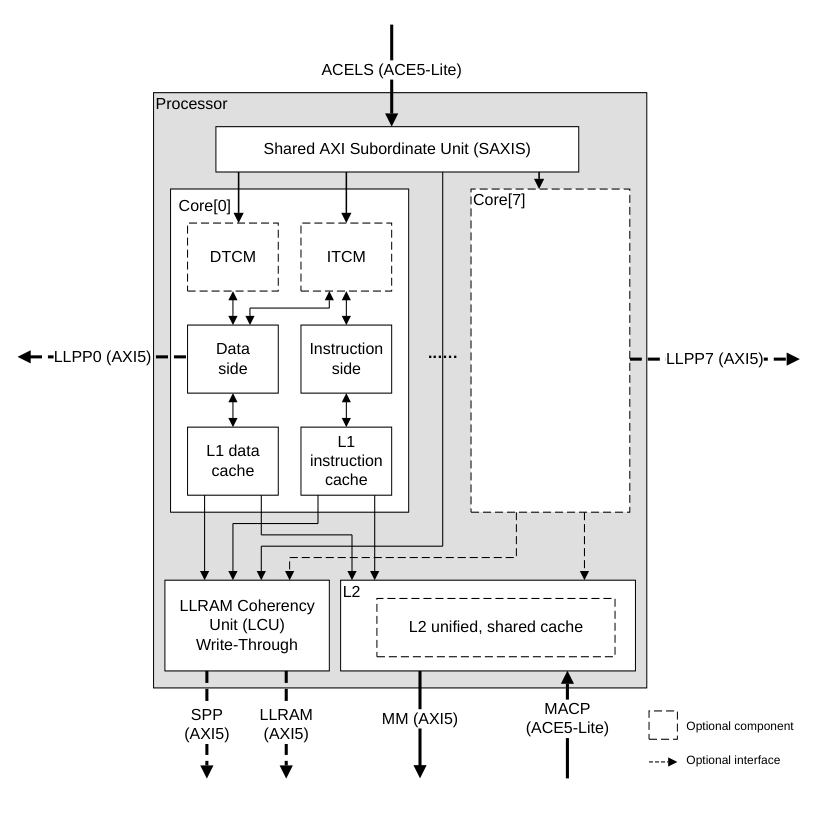 ACELS (ACE5-Lite)
Processor
Shared AXI Subordinate Unit (SAXIS)
Core[0]
Core[7]
DTCM
ITCM
LLPP0 (AXI5)
Data
side
Instruction
side
......
LLPP7 (AXI5)
L1 data
cache
L1
instruction
cache
LLRAM Coherency
Unit (LCU)
Write-Through
L2
L2 unified, shared cache
SPP
(AXI5)
LLRAM
(AXI5)
MM (AXI5)
MACP
(ACE5-Lite)
Optional component
Optional interface